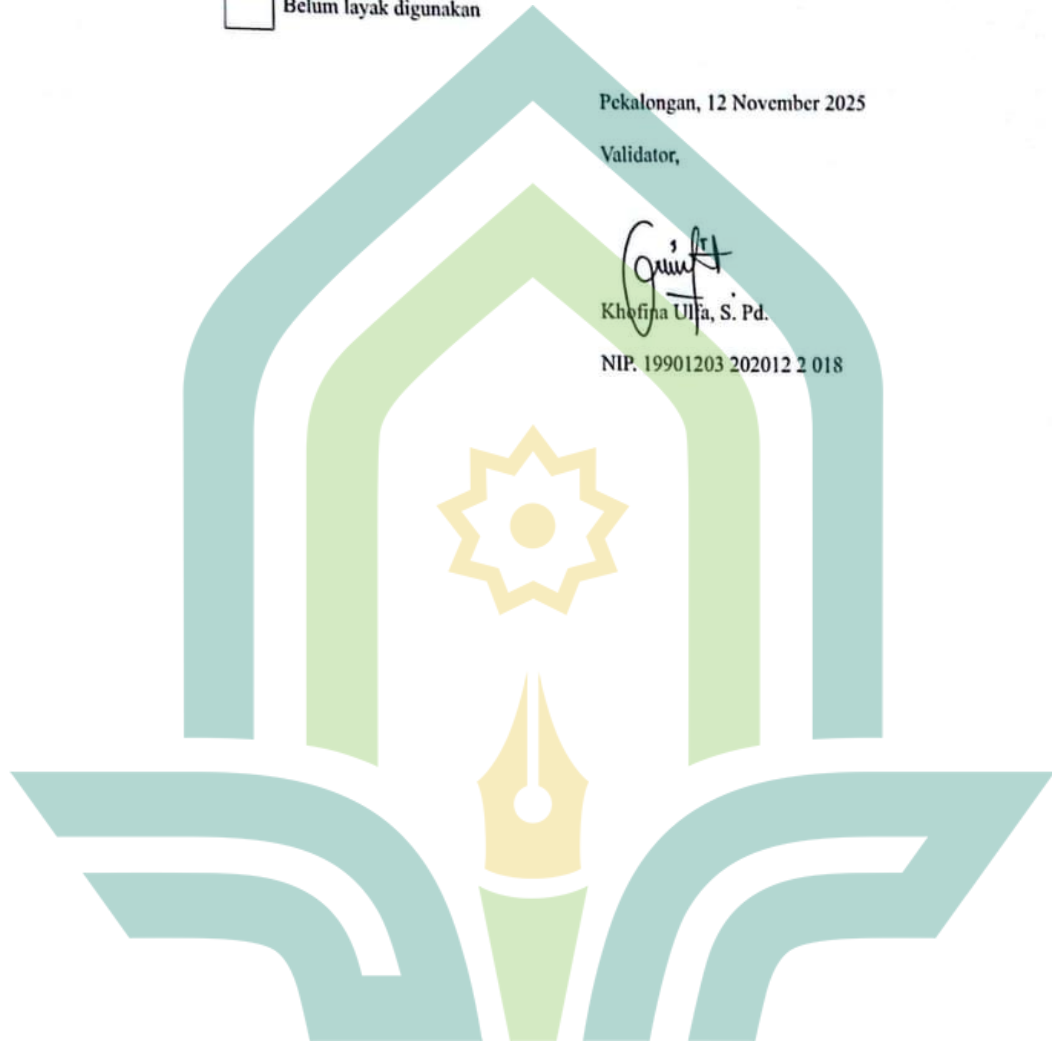 Belum layak digunakan
Pekalongan, 12 November 2025
Validator,
Khofina Ulfa, S. Pd.
NIP. 19901203 202012 2 018